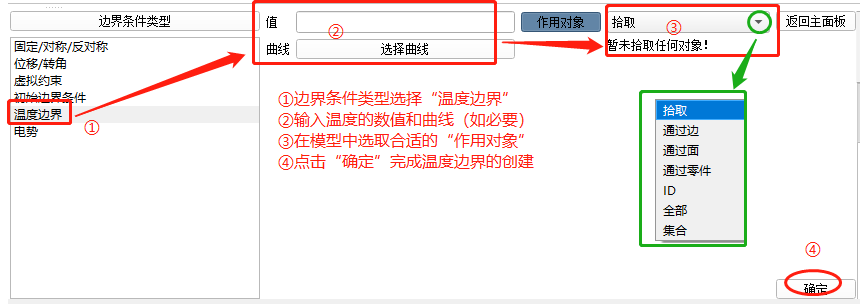 边界条件类型
值
②
作用对象
拾取
③
返回主面板
曲线
选择曲线
暂未拾取任何对象！
固定/对称/反对称
位移/转角
虚拟约束
初始边界条件
温度边界
①
电势
①边界条件类型选择“温度边界”
②输入温度的数值和曲线（如必要）
③在模型中选取合适的“作用对象”
④点击“确定”完成温度边界的创建
拾取
通过边
通过面
通过零件
ID
全部
集合
④
确定